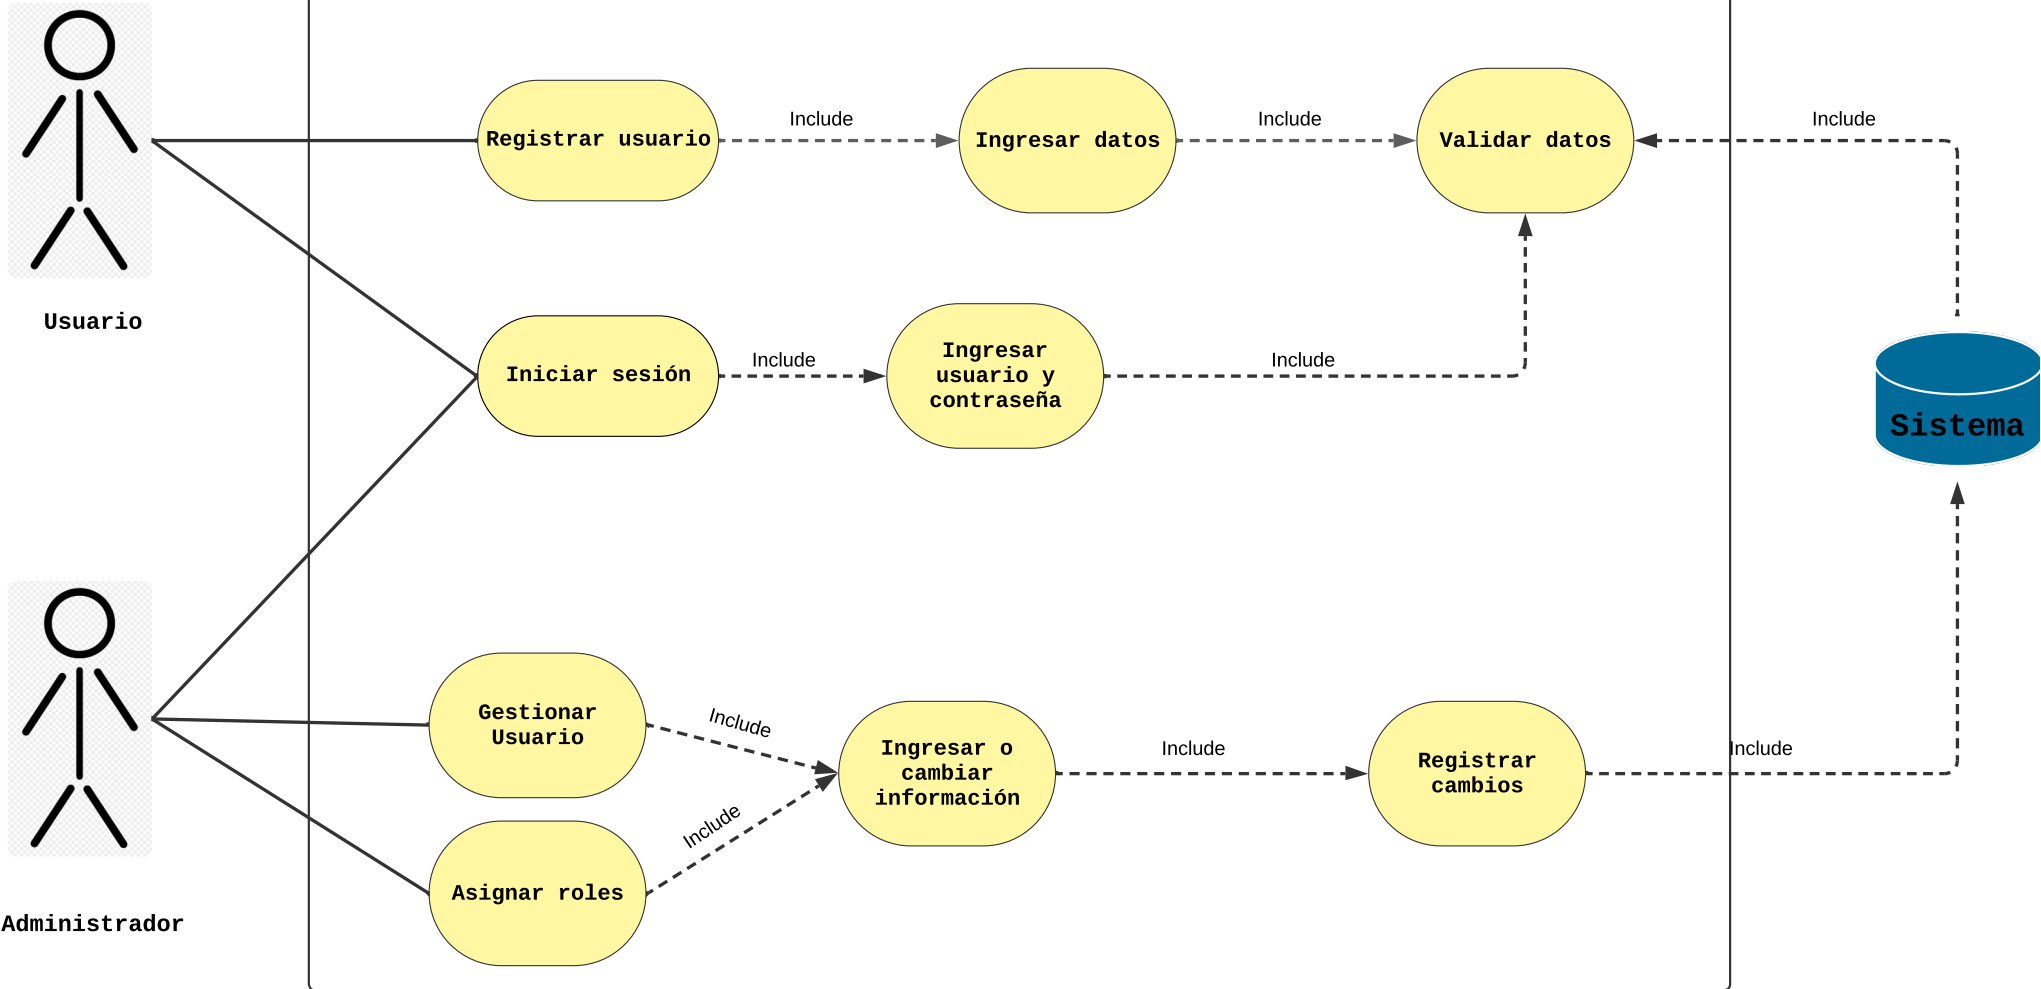 Registrar usuario
Include
Ingresar datos
Include
Validar datos
Include
Usuario
Iniciar sesión
Include
Ingresar
usuario y
contraseña
Include
Sistema
Gestionar
Usuario
Include
Include
Ingresar o
cambiar
información
Include
Registrar
cambios
Include
Asignar roles
Administrador